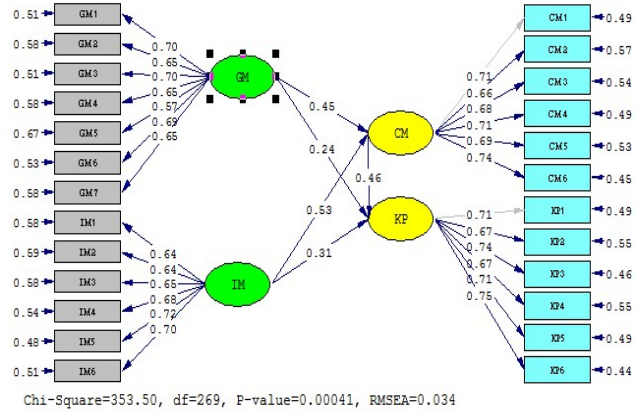 0.51 GM1
0.58 GM2
0.51 GM3
0.58 GM4
0.67 GM5
0.53 GM6
0.58 GM7
0.58 IM1
0.59 IM2
0.58 IM3
0.54 IM4
0.48 IM5
0.51 IM6
0.70
0.65
0.70
0.65
0.57
0.69
0.65
0.64
0.64
0.65
0.68
0.72
0.70
GM
IM
0.45
0.24
0.46
0.53
0.31
CM
KP
0.71
0.66
0.68
0.71
0.69
0.74
0.71
0.67
0.74
0.67
0.71
0.75
CM1 0.49
CM2 0.57
CM3 0.54
CM4 0.49
CM5 0.53
CM6 0.45
KP1 0.49
KP2 0.55
KP3 0.46
KP4 0.55
KP5 0.49
KP6 0.44
Chi-Square=353.50, df=269, P-value=0.00041, RMSEA=0.034